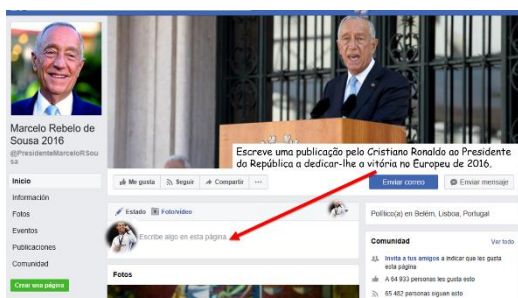 Marcelo Rebelo de
Sousa 2016
@PresidenteMarceloRSou
sa
Inicio
Información
Fotos
Eventos
Publicaciones
Comunidad
Crear una página
Escreve uma publicação pelo Cristiano Ronaldo ao Presidente
da República a dedicar-lhe a vitória no Europeu de 2016.
Me gusta Seguir Compartir ···
Enviar correo Enviar mensaje
Estado Foto/vídeo
Escribe algo en esta página
Fotos
Político(a) en Belém, Lisboa, Portugal
Comunidad Ver todo
Invita a tus amigos a indicar que les gusta
esta página
A 64 933 personas les gusta esto
65 462 personas siguen esto